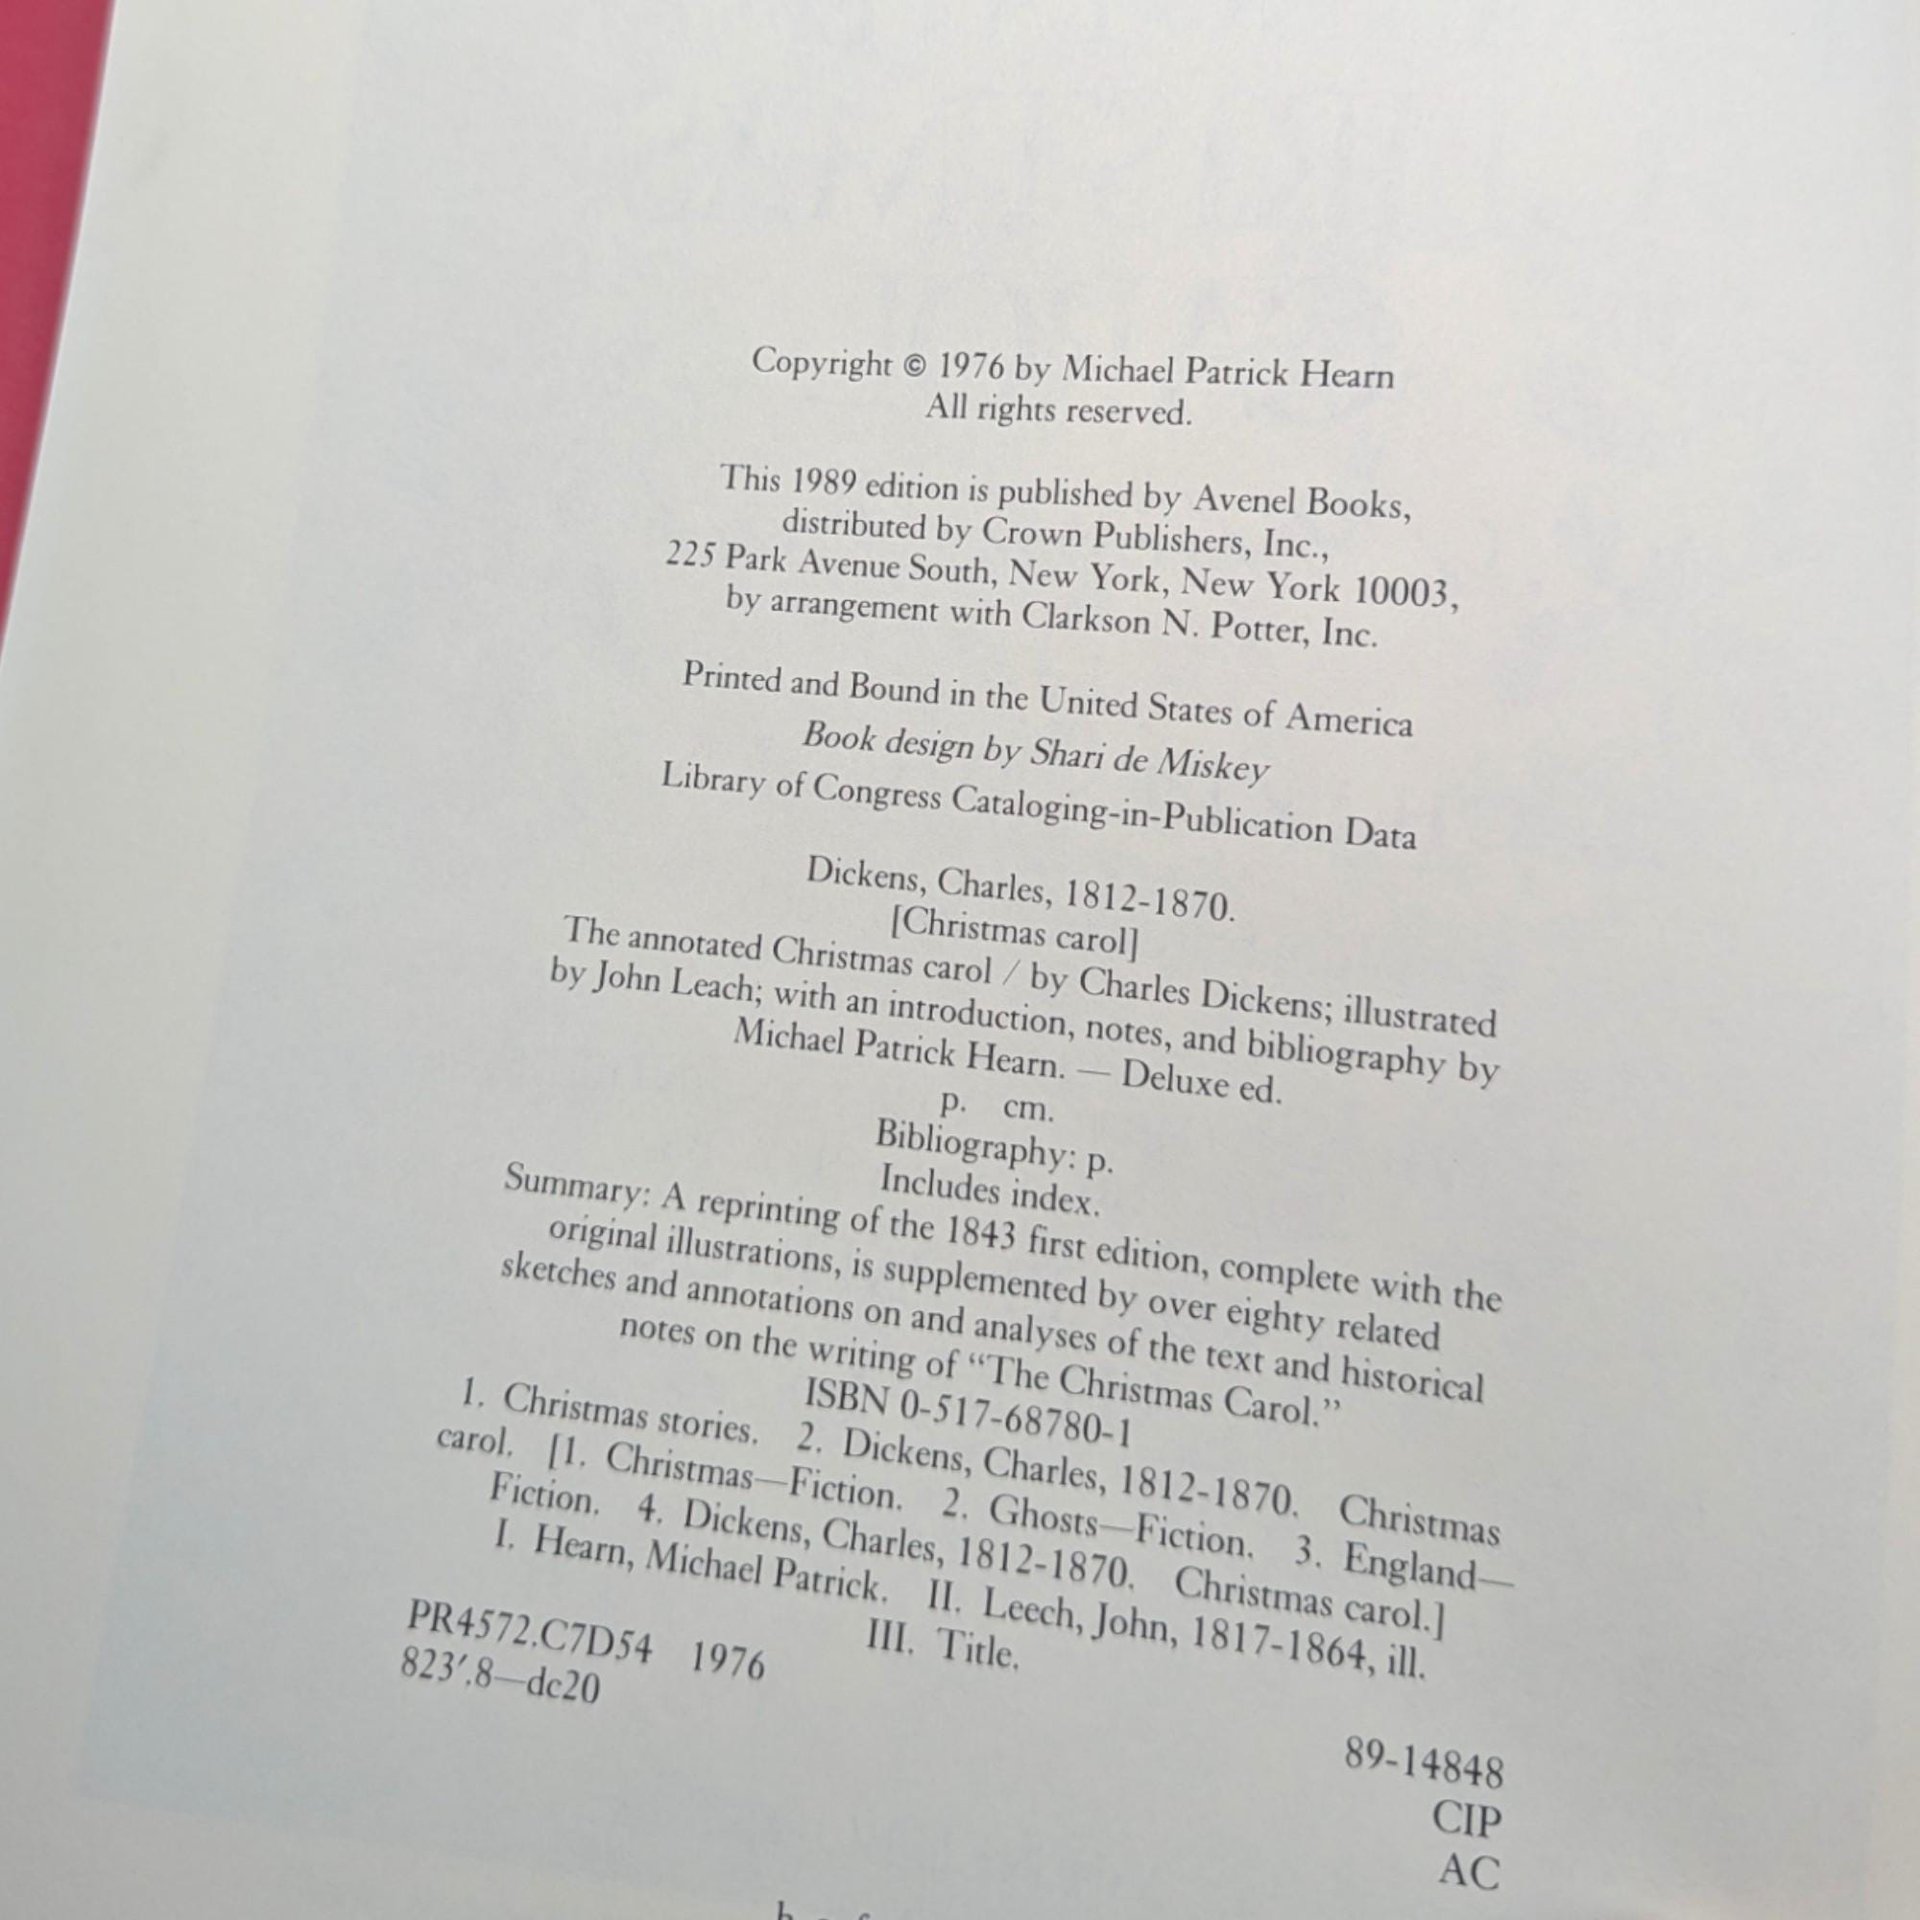 Copyright © 1976 by Michael Patrick Hearn
All rights reserved.
This 1989 edition is published by Avenel Books,
distributed by Crown Publishers, Inc.,
225 Park Avenue South, New York, New York 10003,
by arrangement with Clarkson N. Potter, Inc.
Printed and Bound in the United States of America
Book design by Shari de Miskey
Library of Congress Cataloging-in-Publication Data
Dickens, Charles, 1812-1870.
[Christmas carol]
The annotated Christmas carol / by Charles Dickens; illustrated
by John Leach; with an introduction, notes, and bibliography by
Michael Patrick Hearn. — Deluxe ed.
p. cm.
Bibliography: p.
Includes index.
Summary: A reprinting of the 1843 first edition, complete with the
original illustrations, is supplemented by over eighty related
sketches and annotations on and analyses of the text and historical
notes on the writing of “The Christmas Carol.”
ISBN 0-517-68780-1
1. Christmas stories. 2. Dickens, Charles, 1812-1870. Christmas
carol. [1. Christmas—Fiction. 2. Ghosts—Fiction. 3. England—
Fiction. 4. Dickens, Charles, 1812-1870. Christmas carol.]
I. Hearn, Michael Patrick. II. Leech, John, 1817-1864, ill.
III. Title.
PR4572.C7D54 1976
823′.8—dc20
89-14848
CIP
AC